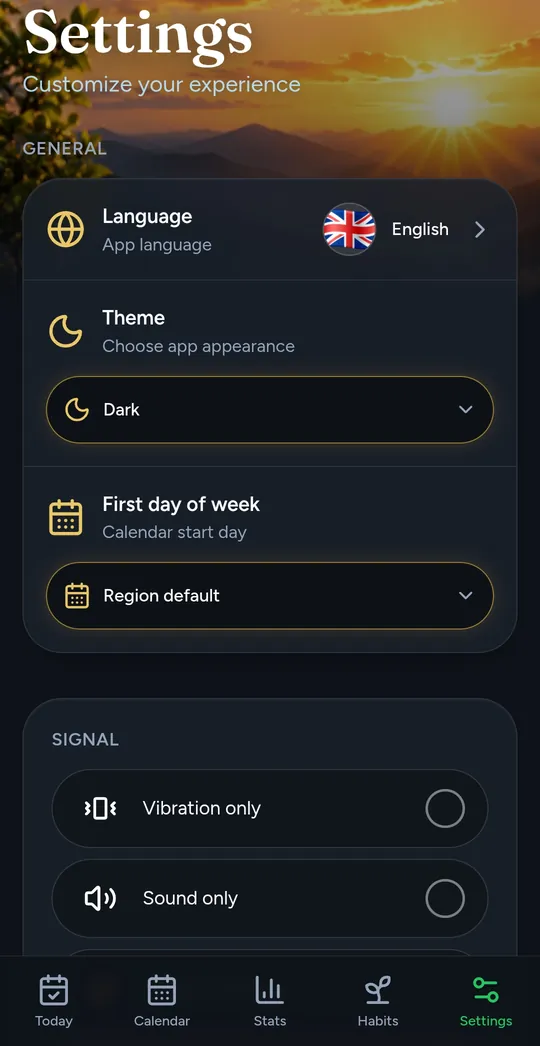 Settings
Customize your experience
GENERAL
Language
App language
English
Theme
Choose app appearance
Dark
First day of week
Calendar start day
Region default
SIGNAL
Vibration only
Sound only
Today
Calendar
Stats
Habits
Settings